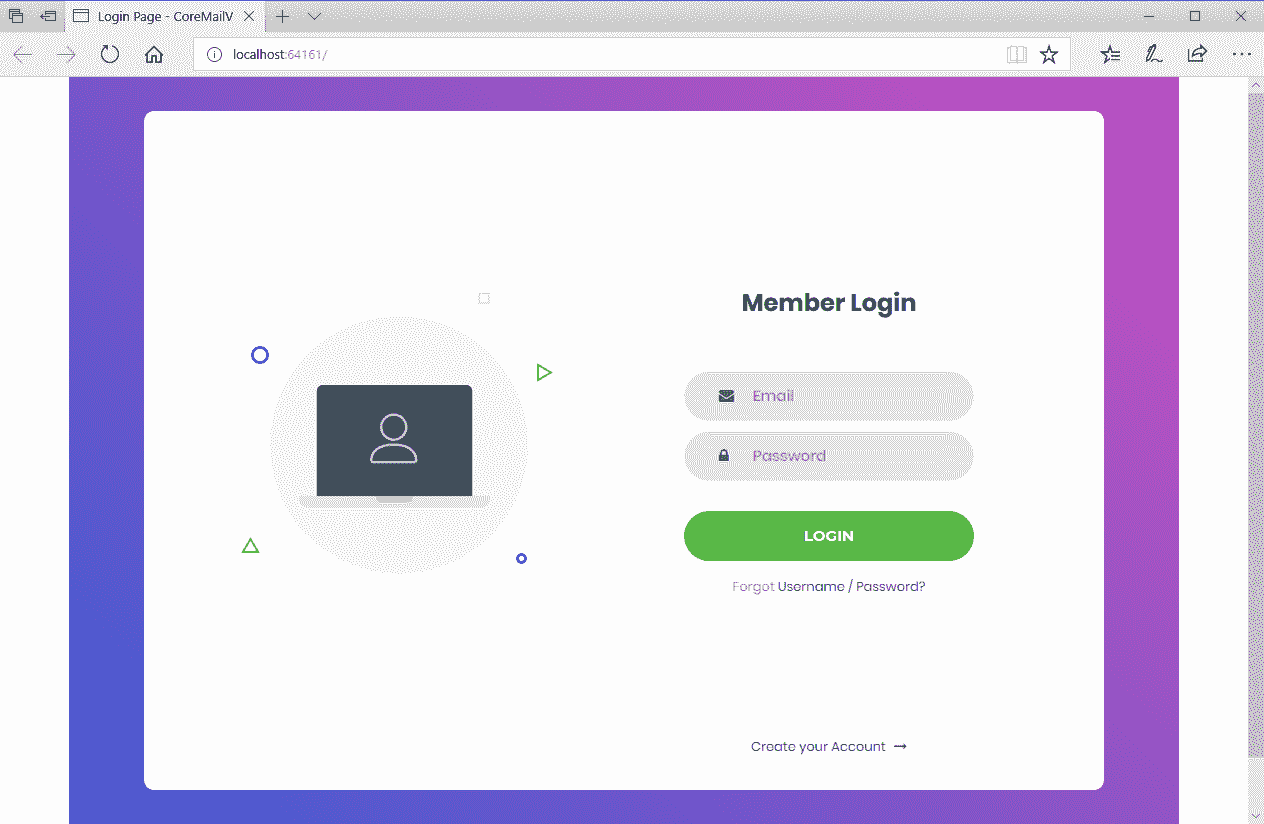 Login Page - CoreMailV
localhost:64161/
Member Login
Email
Password
LOGIN
Forgot Username / Password?
Create your Account